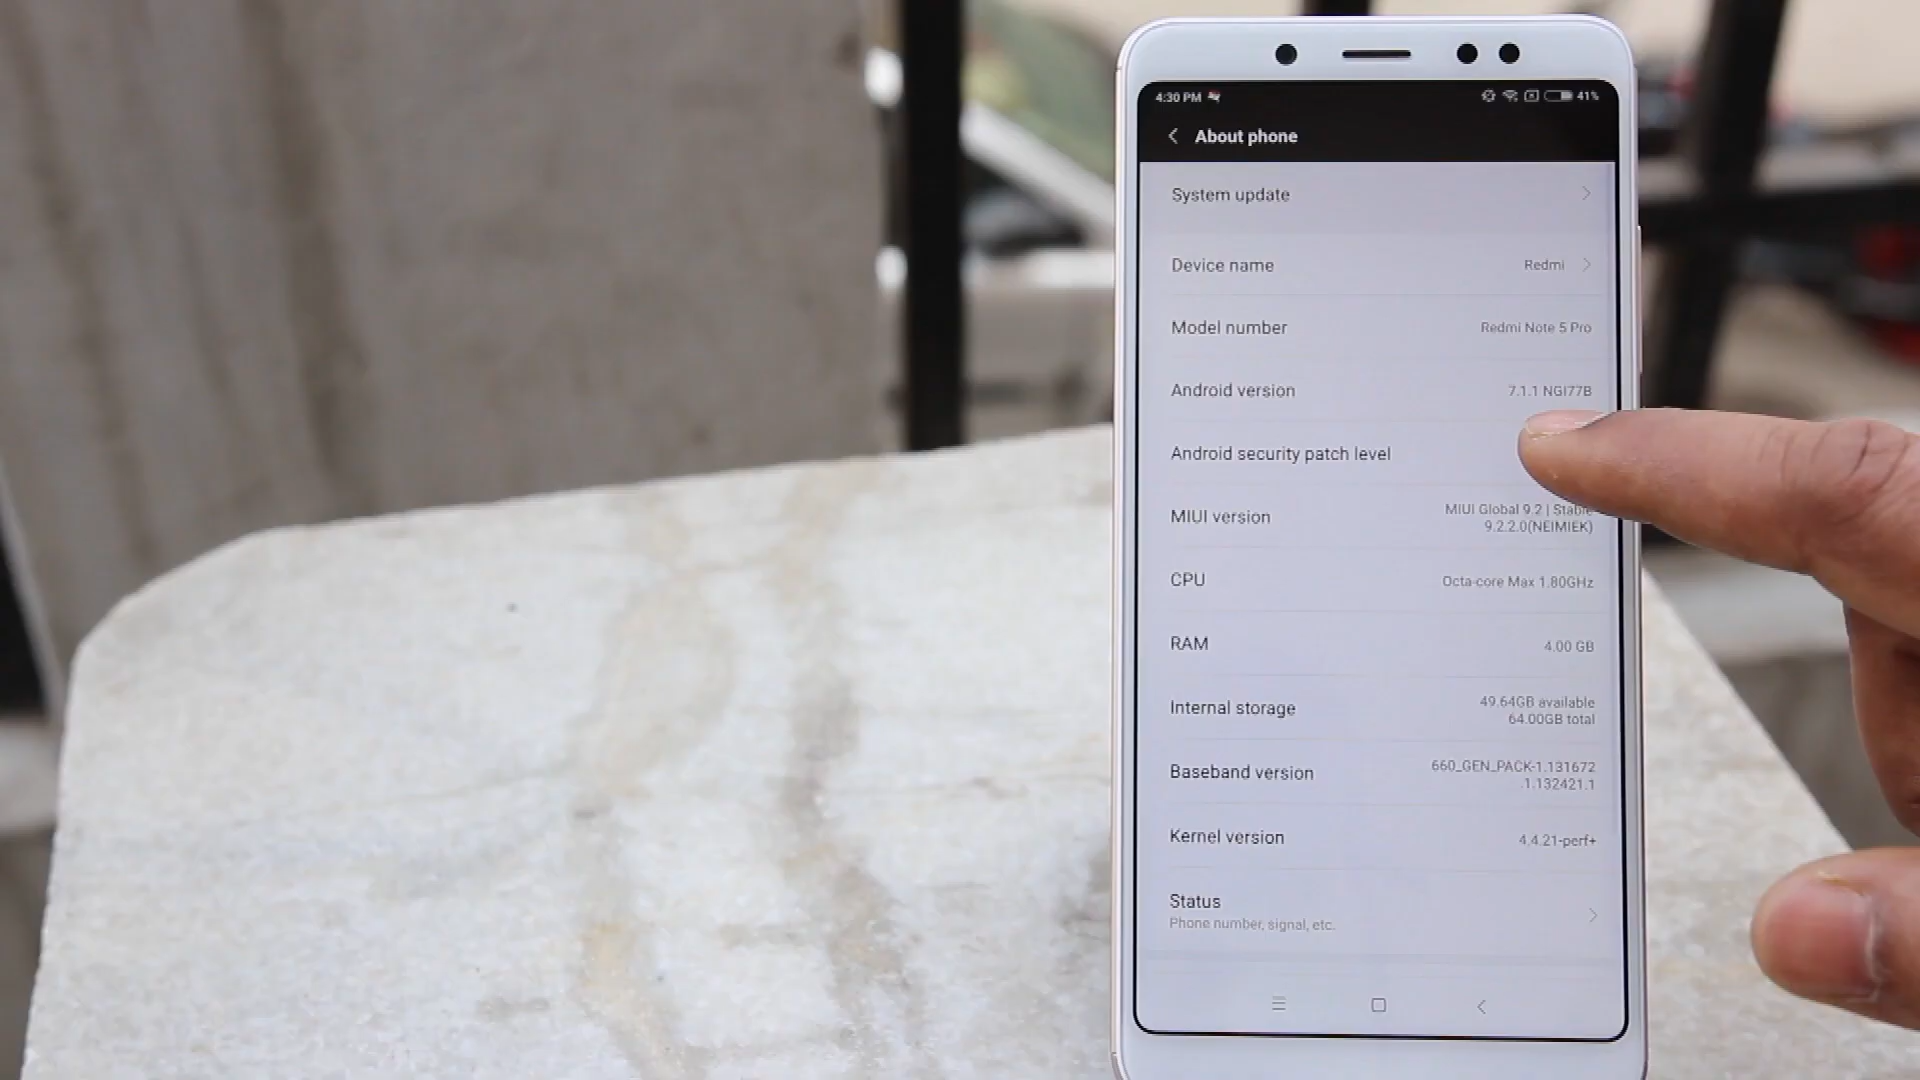 4:30 PM
41%
About phone
System update
Device name Redmi
Model number Redmi Note 5 Pro
Android version 7.1.1 NGI77B
Android security patch level
MIUI version MIUI Global 9.2 | Stable
9.2.2.0(NEIMIEK)
CPU Octa-core Max 1.80GHz
RAM 4.00 GB
Internal storage 49.64GB available
64.00GB total
Baseband version 660_GEN_PACK-1.131672
.1.132421.1
Kernel version 4.4.21-perf+
Status
Phone number, signal, etc.